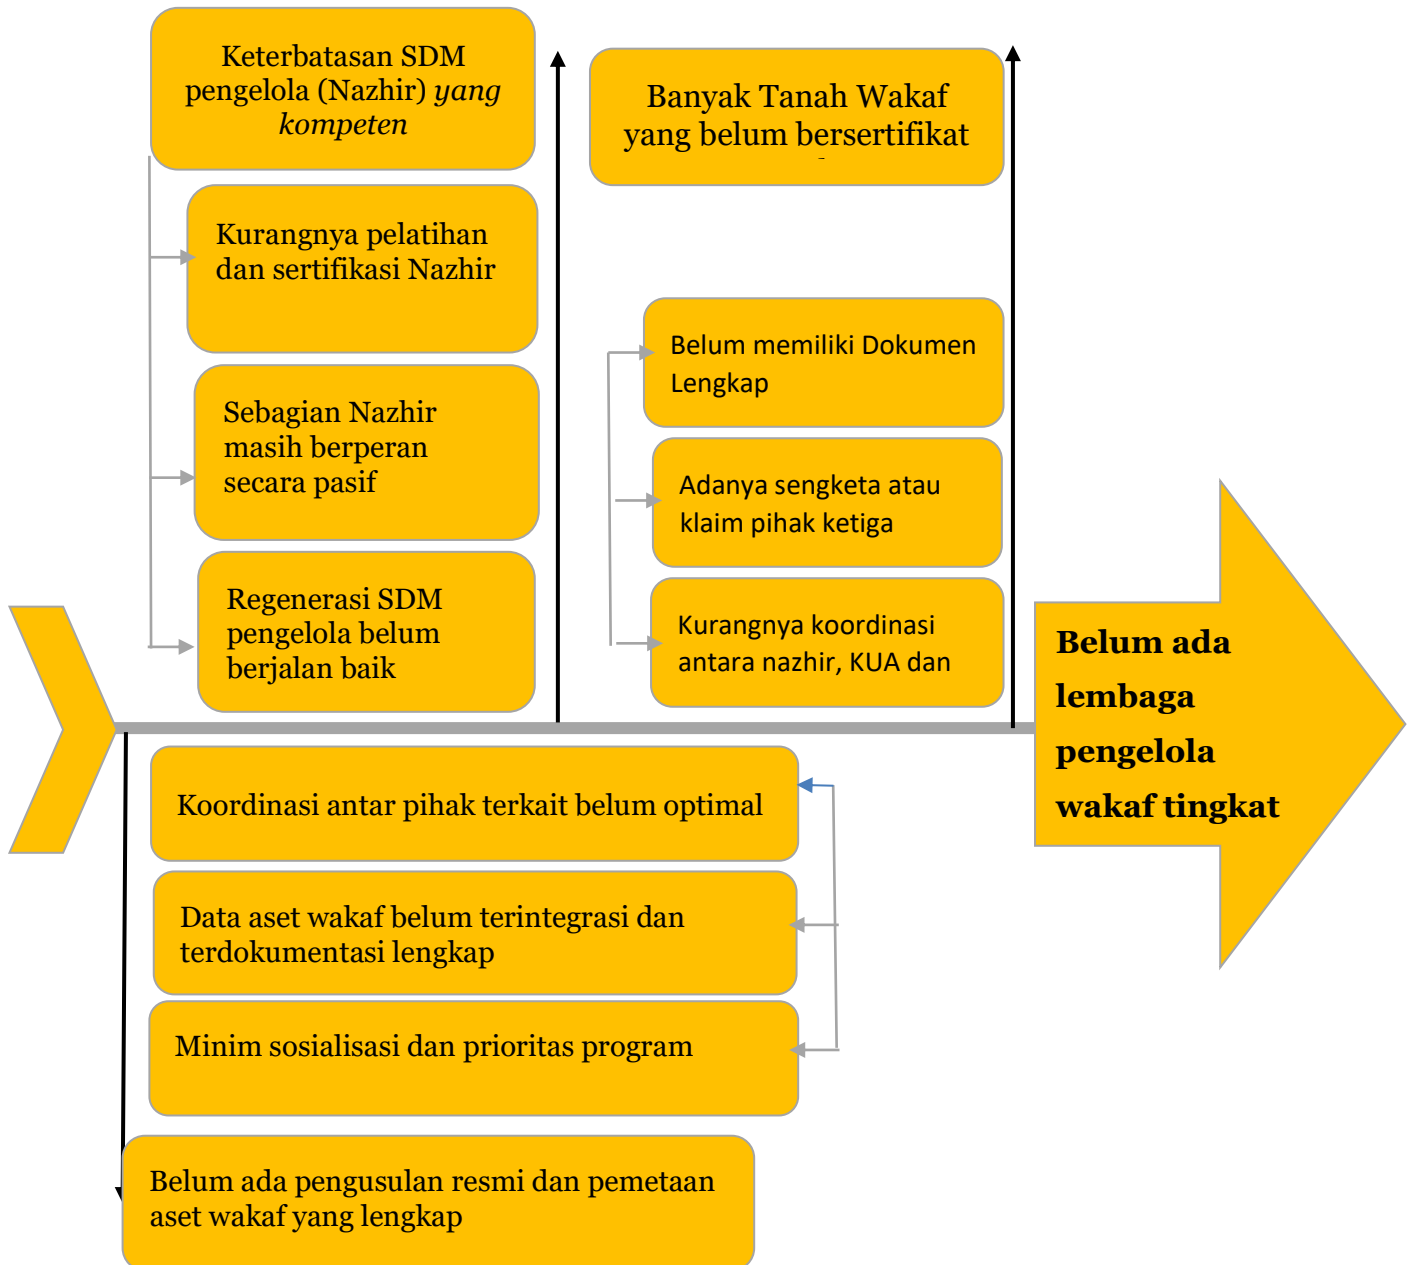 Keterbatasan SDM
pengelola (Nazhir) yang
kompeten
Kurangnya pelatihan
dan sertifikasi Nazhir
Sebagian Nazhir
masih berperan
secara pasif
Regenerasi SDM
pengelola belum
berjalan baik
Banyak Tanah Wakaf
yang belum bersertifikat
Belum memiliki Dokumen
Lengkap
Adanya sengketa atau
klaim pihak ketiga
Kurangnya koordinasi
antara nazhir, KUA dan
Belum ada
lembaga
pengelola
wakaf tingkat
Koordinasi antar pihak terkait belum optimal
Data aset wakaf belum terintegrasi dan
terdokumentasi lengkap
Minim sosialisasi dan prioritas program
Belum ada pengusulan resmi dan pemetaan
aset wakaf yang lengkap